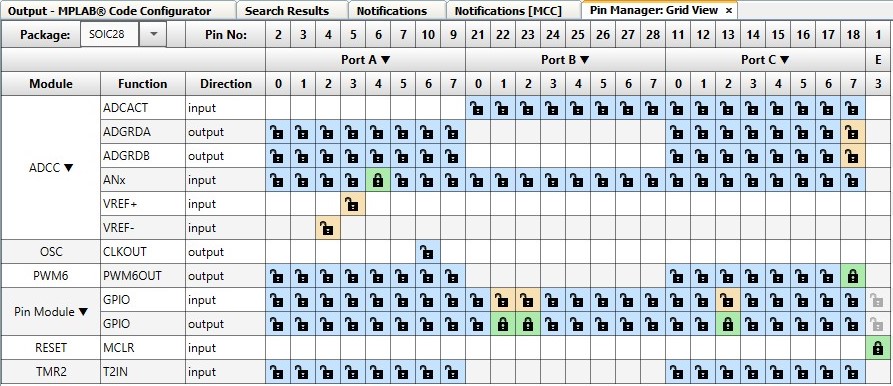 Output - MPLAB® Code Configurator Search Results Notifications Notifications [MCC] Pin Manager: Grid View ×
Package: SOIC28 Pin No: 2 3 4 5 6 7 10 9 21 22 23 24 25 26 27 28 11 12 13 14 15 16 17 18 1
Port A ▼ Port B ▼ Port C ▼ E
Module Function Direction 0 1 2 3 4 5 6 7 0 1 2 3 4 5 6 7 0 1 2 3 4 5 6 7 3
ADCC ▼
ADCACT input
ADGRDA output
ADGRDB output
ANx input
VREF+ input
VREF- input
OSC CLKOUT output
PWM6 PWM6OUT output
Pin Module ▼
GPIO input
GPIO output
RESET MCLR input
TMR2 T2IN input